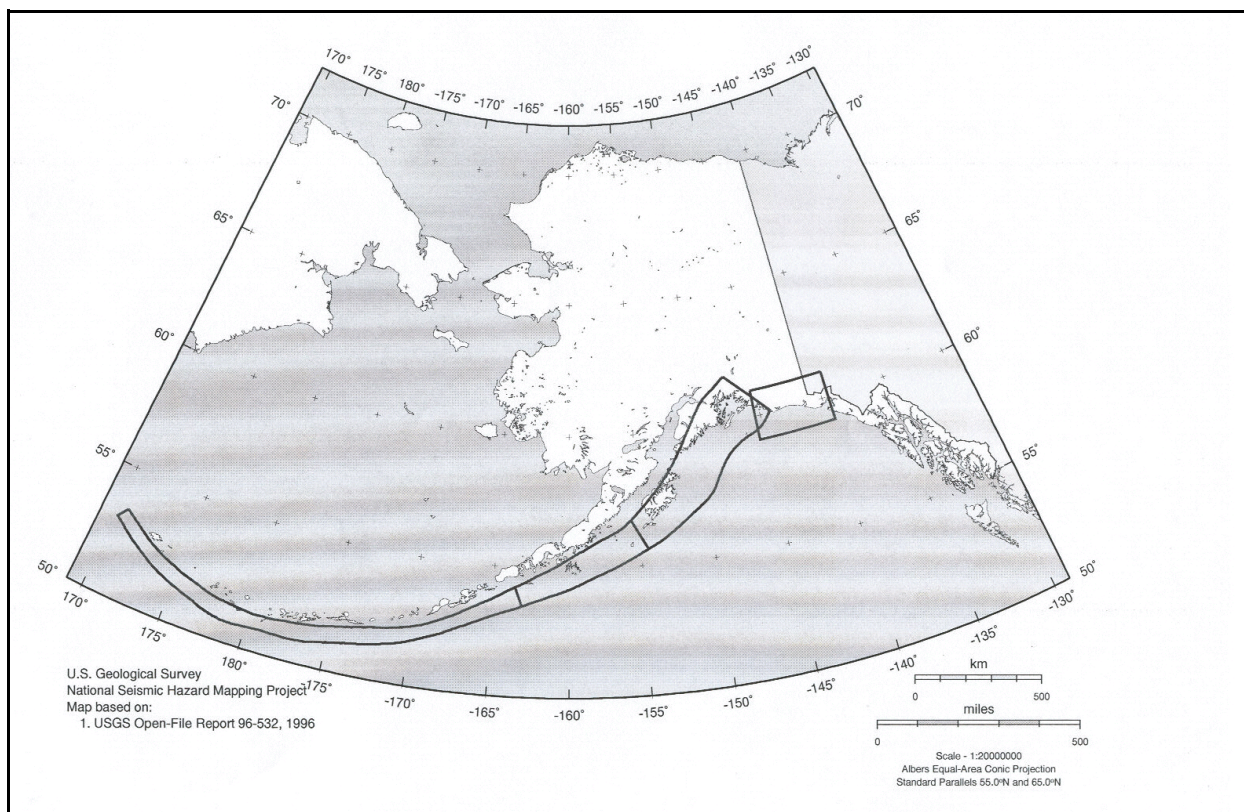 170° 175° 180° -175° -170° -165° -160° -155° -150° -145° -140° -135° -130°
70° 70°
65° 65°
60° 60°
55° 55°
50° 50°
170° 175° 180° -175° -170° -165° -160° -155° -150° -145° -140° -135° -130°
U.S. Geological Survey
National Seismic Hazard Mapping Project
Map based on:
1. USGS Open-File Report 96-532, 1996
km
0 500
miles
0 500
Scale - 1:20000000
Albers Equal-Area Conic Projection
Standard Parallels 55.0ºN and 65.0ºN